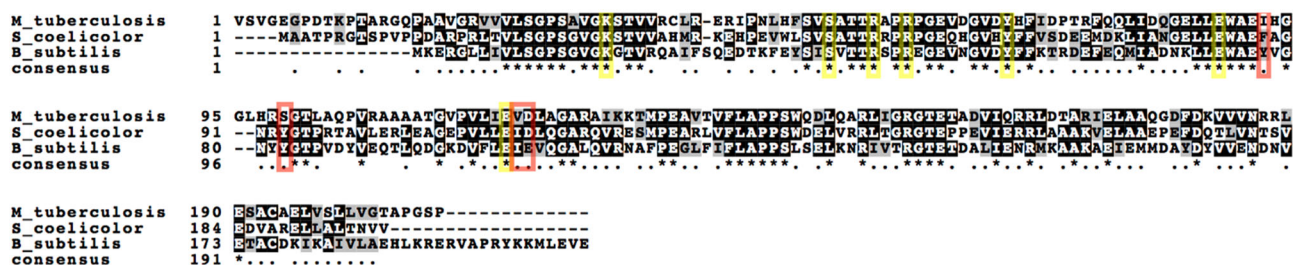 M_tuberculosis 1 VSVGEGPDTKPTARGQPAAVGRVVVLSGPSAVGKSTVVRCLR-ERIPNLHFSVSATTRAPRPGEVDGVDYHFIDPTRFQQLIDQGELLEWAEIHG
S_coelicolor 1 ----MAATPRGTSPVPPDARPRLTVLSGPSGVGKSTVVAHMR-KEHPEVWLSVSATTRRPRPGEQHGVHYFFVSDEEMDKLIANGELLEWAEFAG
B_subtilis 1 ----------------MKERGLLIVLSGPSGVGKGTVRQAIFSQEDTKFEYSISVTTRSPREGEVDGVDYFFKTRDEFEQMIADNKLLEWAEYVG
consensus 1
M_tuberculosis 95 GLHRSGTLAQPVRAAAATGVPVLIEVDLAGARAIKKTMPEAVTVFLAPPSWQDLQARLIGRGTETADVIQRRLDTARIELAAQGDFDKVVVNRRL
S_coelicolor 91 --NRYGTPRTAVLERLEAGEPVLLEIDLQGARQVRESMPEARLVFLAPPSWDELVRRLTGRGTEPPEVIERRLAAAKVELAAEPEFDQTLVNTSV
B_subtilis 80 --NYYGTPVDYVEQTLQDGKDVFLEIEVQGALQVRNAFPEGLFIFLAPPSLSELKNRIVTRGTETDALIENRMKAAKAEIEMMDAYDYVVENDNV
consensus 96
M_tuberculosis 190 ESACAELVSLLVGTAPGSP--------------
S_coelicolor 184 EDVARELLALTNVV-------------------
B_subtilis 173 ETACDKIKAIVLAEHLKRERVAPRYKKMLEVE
consensus 191 *... .. .......